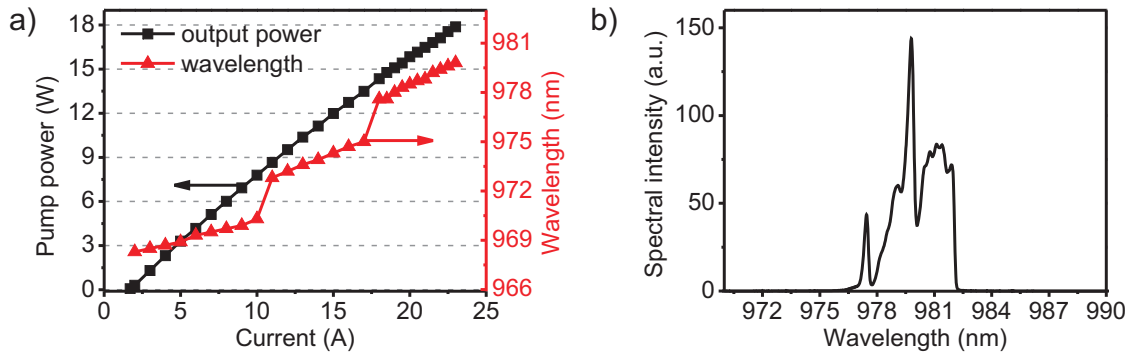 a)
output power
wavelength
Pump power (W)
18
15
12
9
6
3
0
0 5 10 15 20 25
Current (A)
981
978
975
972
969
966
Wavelength (nm)
b)
Spectral intensity (a.u.)
150
100
50
0
972 975 978 981 984 987 990
Wavelength (nm)